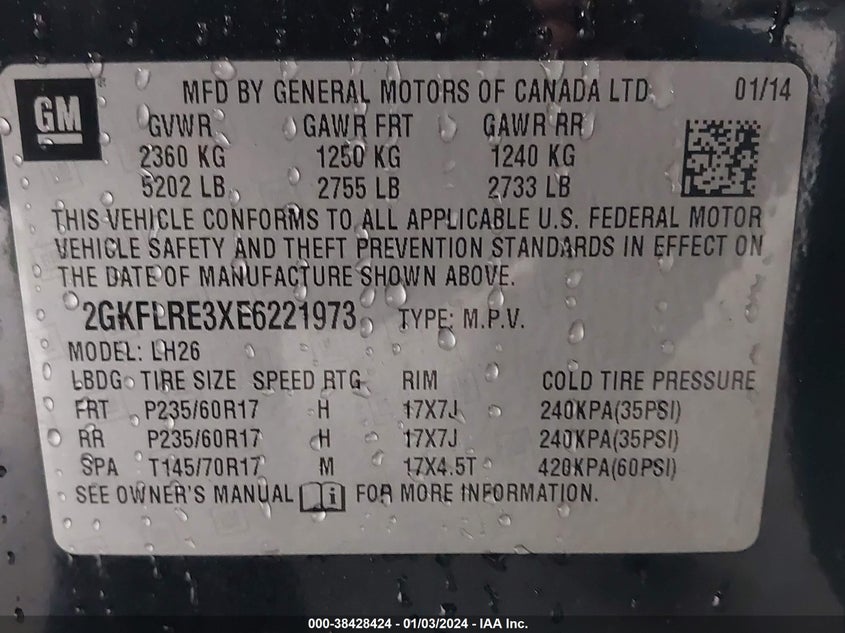 GM
MFD BY GENERAL MOTORS OF CANADA LTD 01/14
GVWR GAWR FRT GAWR RR
2360 KG 1250 KG 1240 KG
5202 LB 2755 LB 2733 LB
THIS VEHICLE CONFORMS TO ALL APPLICABLE U.S. FEDERAL MOTOR
VEHICLE SAFETY AND THEFT PREVENTION STANDARDS IN EFFECT ON
THE DATE OF MANUFACTURE SHOWN ABOVE.
2GKFLRE3XE6221973 TYPE: M.P.V.
MODEL: LH26
LBDG TIRE SIZE SPEED RTG RIM COLD TIRE PRESSURE
FRT P235/60R17 H 17X7J 240KPA(35PSI)
RR P235/60R17 H 17X7J 240KPA(35PSI)
SPA T145/70R17 M 17X4.5T 420KPA(60PSI)
SEE OWNER'S MANUAL i FOR MORE INFORMATION.
000-38428424 - 01/03/2024 - IAA Inc.